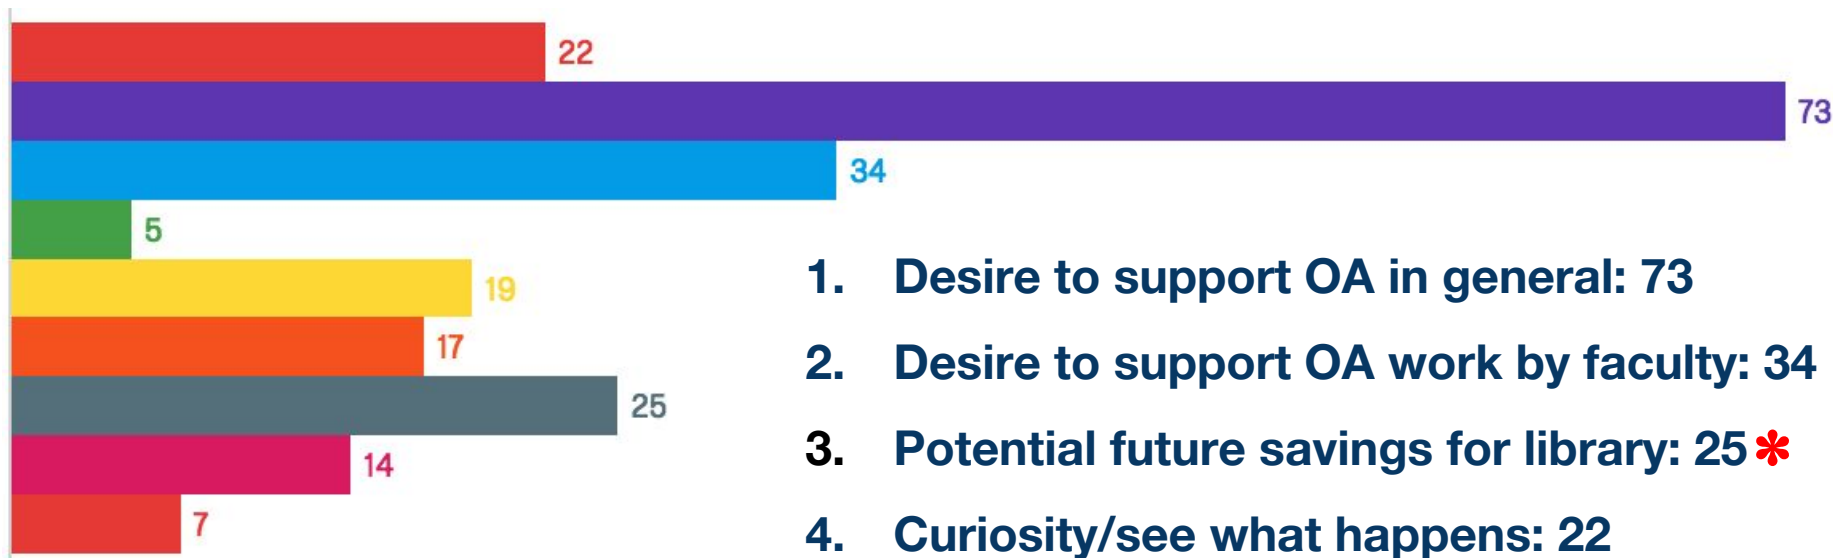 22
73
34
5
19
17
25
14
7
1. Desire to support OA in general: 73
2. Desire to support OA work by faculty: 34
3. Potential future savings for library: 25*
4. Curiosity/see what happens: 22